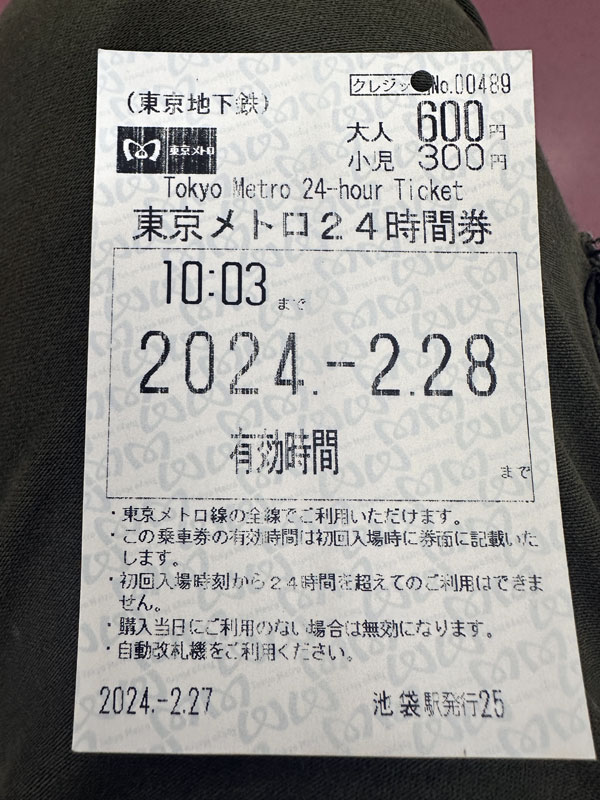 クレジッ No.00489
(東京地下鉄)
大人 600円
東京メトロ
小児 300円
Tokyo Metro 24-hour Ticket
東京メトロ24時間券
10:03 まで
2024.-2.28
有効時間
まで
・東京メトロ線の全線でご利用いただけます。
・この乗車券の有効時間は初回入場時に券面に記載いた
します。
・初回入場時刻から24時間を超えてのご利用はできま
せん。
・購入当日にご利用のない場合は無効になります。
・自動改札機をご利用ください。
2024.-2.27 池袋駅発行25